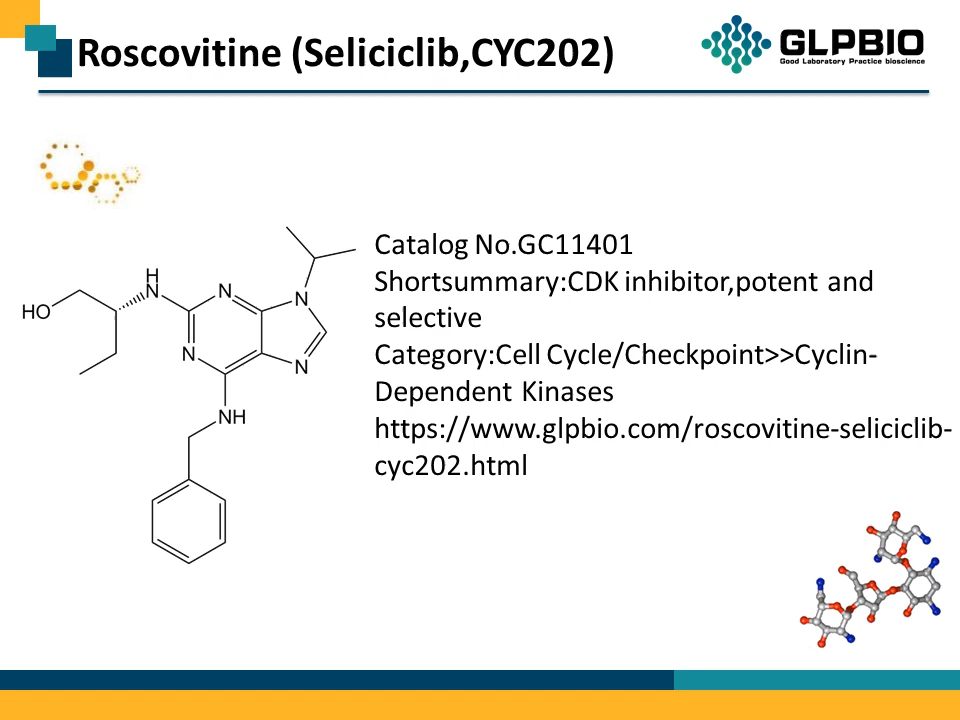 Roscovitine (Seliciclib,CYC202)
GLPBIO
Good Laboratory Practice bioscience
Catalog No.GC11401
Shortsummary:CDK inhibitor,potent and
selective
Category:Cell Cycle/Checkpoint>>Cyclin-
Dependent Kinases
https://www.glpbio.com/roscovitine-seliciclib-
cyc202.html
H
N
N
N
HO
N
N
NH